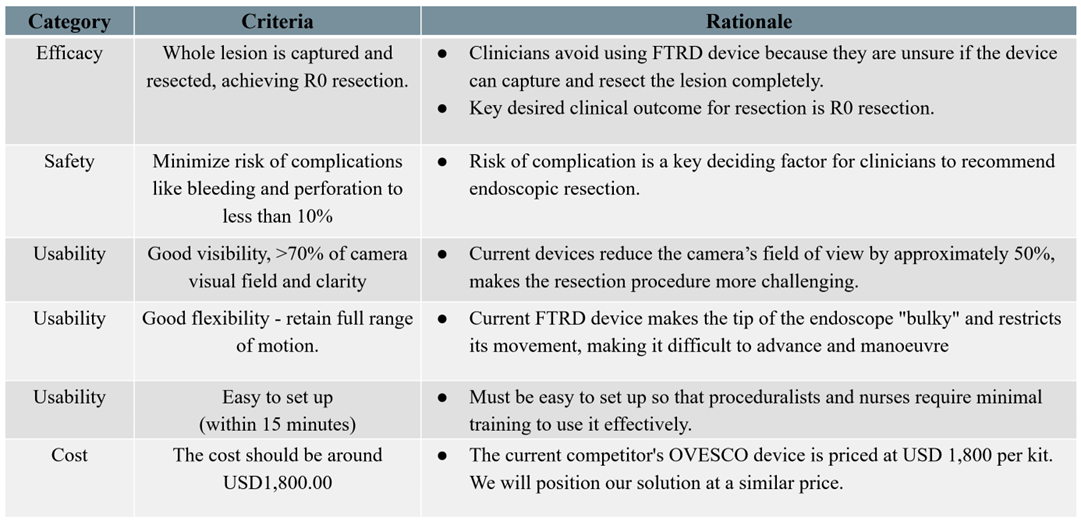 Category Criteria Rationale
Efficacy
Whole lesion is captured and
resected, achieving R0 resection.
● Clinicians avoid using FTRD device because they are unsure if the device
can capture and resect the lesion completely.
● Key desired clinical outcome for resection is R0 resection.
Safety
Minimize risk of complications
like bleeding and perforation to
less than 10%
● Risk of complication is a key deciding factor for clinicians to recommend
endoscopic resection.
Usability
Good visibility, >70% of camera
visual field and clarity
● Current devices reduce the camera’s field of view by approximately 50%,
makes the resection procedure more challenging.
Usability
Good flexibility - retain full range
of motion.
● Current FTRD device makes the tip of the endoscope "bulky" and restricts
its movement, making it difficult to advance and manoeuvre
Usability
Easy to set up
(within 15 minutes)
● Must be easy to set up so that proceduralists and nurses require minimal
training to use it effectively.
Cost
The cost should be around
USD1,800.00
● The current competitor's OVESCO device is priced at USD 1,800 per kit.
We will position our solution at a similar price.